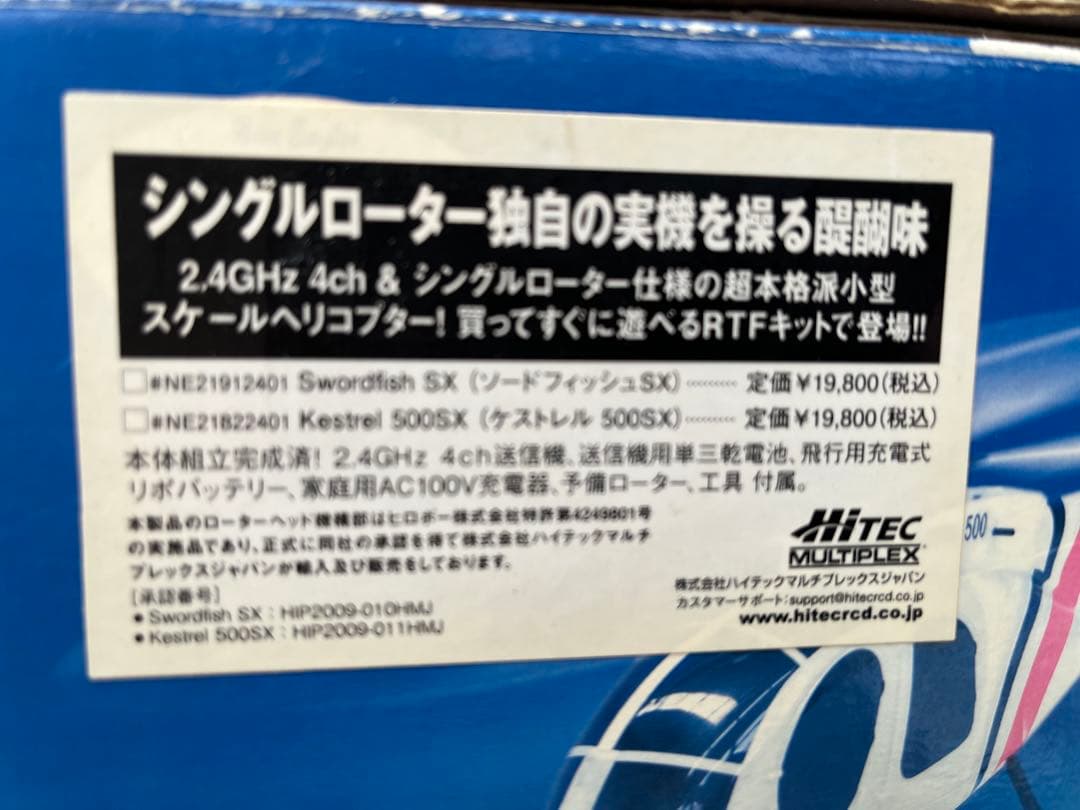 シングルローター独自の実機を操る醍醐味
2.4GHz 4ch & シングルローター仕様の超本格派小型
スケールヘリコプター! 買ってすぐに遊べるRTFキットで登場!!
□#NE21912401 Swordfish SX (ソードフィッシュSX) ……… 定価¥19,800(税込)
□#NE21822401 Kestrel 500SX (ケストレル 500SX) ……… 定価¥19,800(税込)
本体組立完成済! 2.4GHz 4ch送信機、送信機用単三乾電池、飛行用充電式
リポバッテリー、家庭用AC100V充電器、予備ローター、工具 付属。
本製品のローターヘッド機構部はヒロボー株式会社特許第4249801号
の実施品であり、正式に同社の承認を得て株式会社ハイテックマルチ
プレックスジャパンが輸入及び販売をしております。
[承認番号]
● Swordfish SX : HIP2009-010HMJ
● Kestrel 500SX : HIP2009-011HMJ
HiTEC
MULTIPLEX
株式会社ハイテックマルチプレックスジャパン
カスタマーサポート:support@hitecrcd.co.jp
www.hitecrcd.co.jp
500